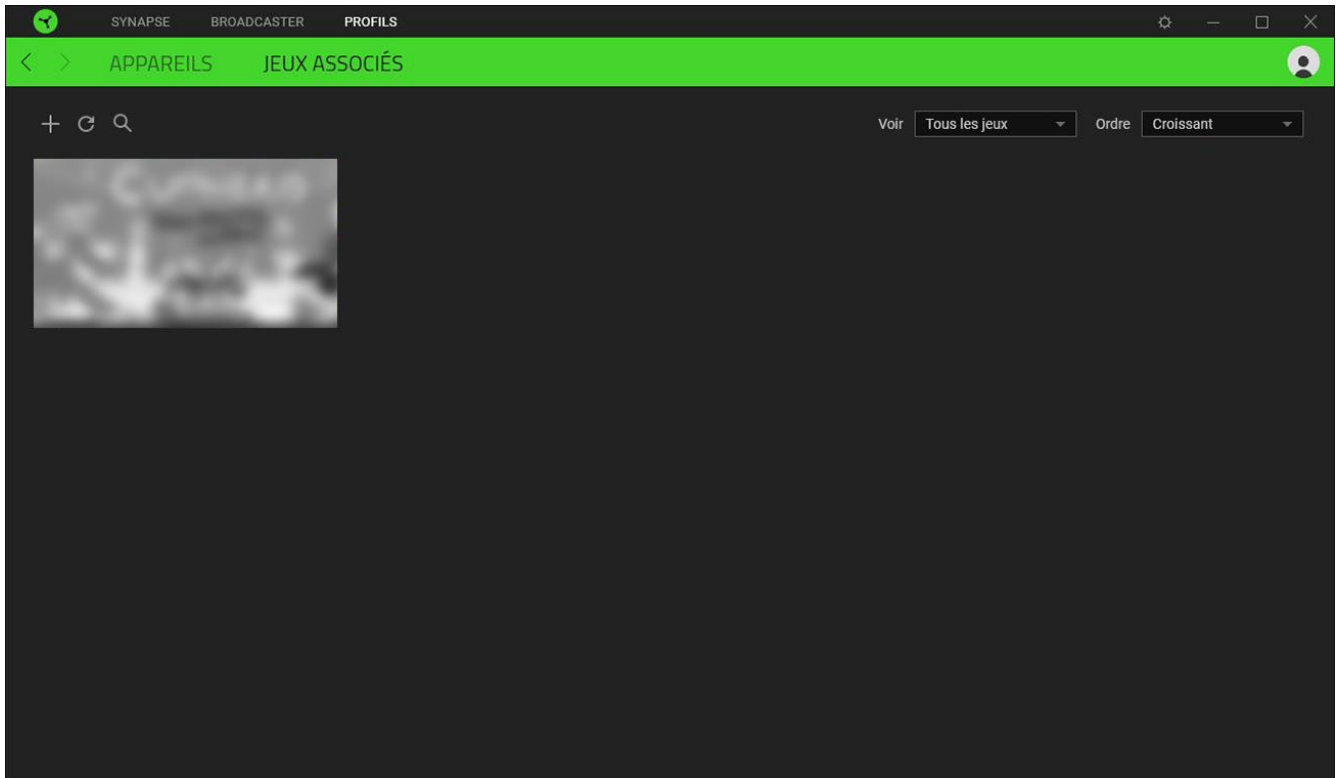 SYNAPSE BROADCASTER PROFILS
APPAREILS JEUX ASSOCIÉS
Voir Tous les jeux Ordre Croissant